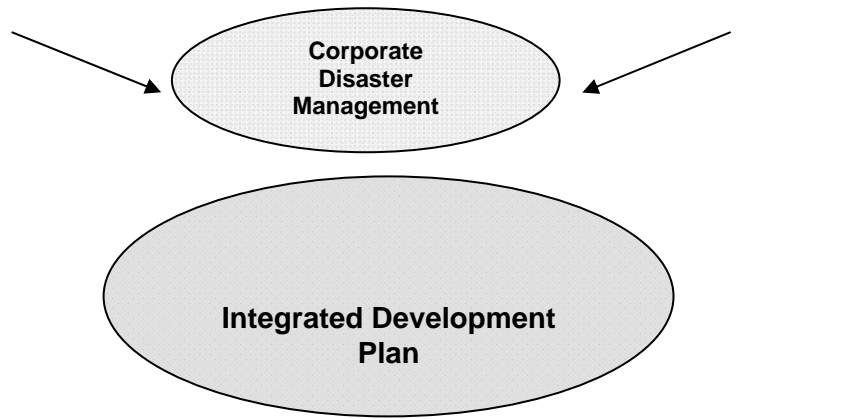 Corporate
Disaster
Management
Integrated Development
Plan